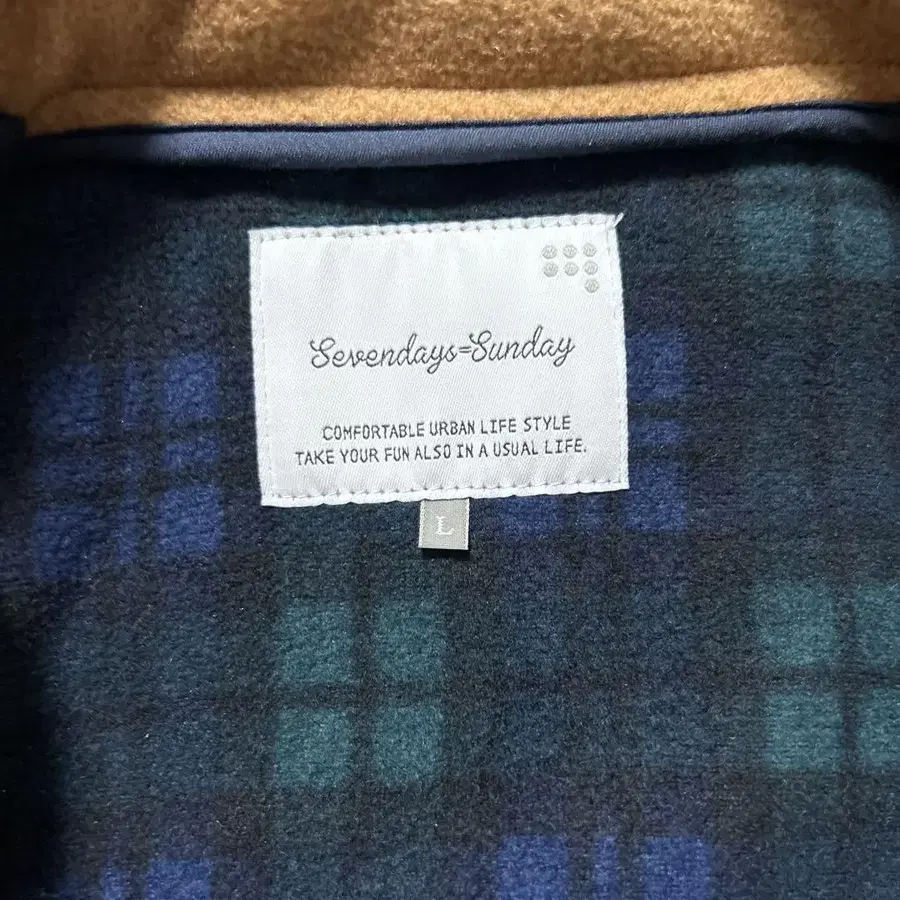 Sevendays=Sunday
COMFORTABLE URBAN LIFE STYLE
TAKE YOUR FUN ALSO IN A USUAL LIFE.
L